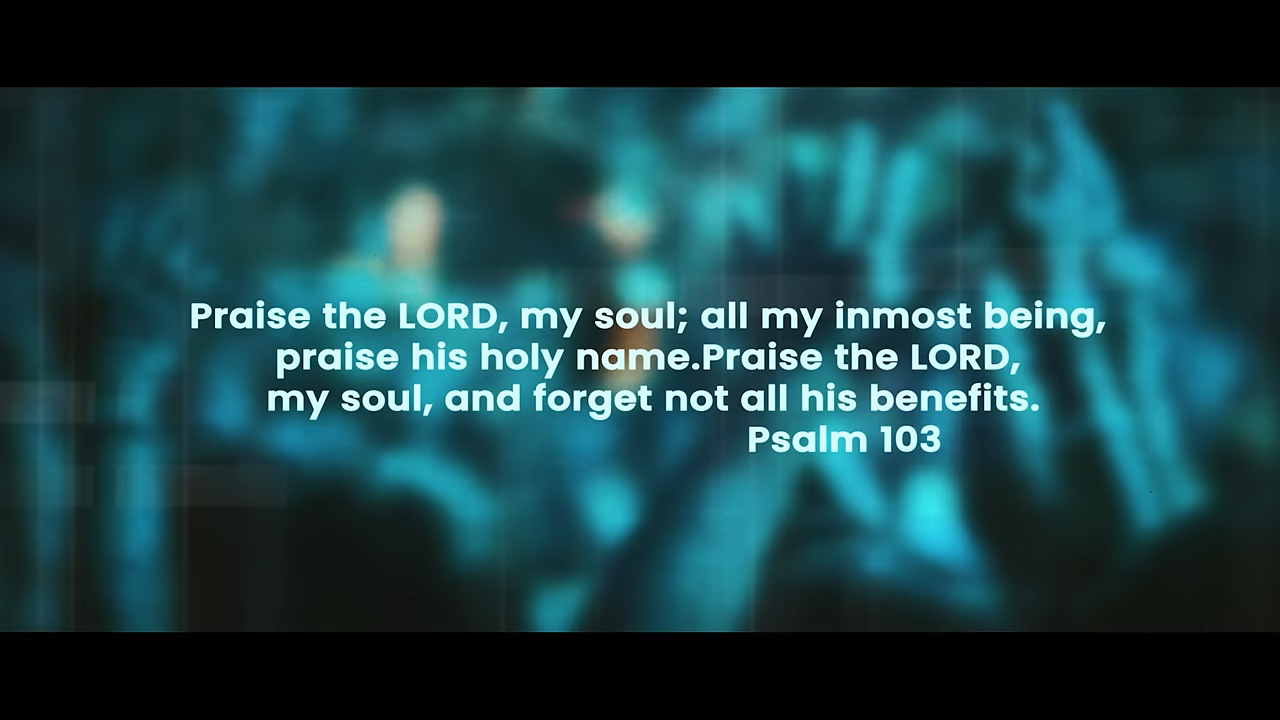 Praise the LORD, my soul; all my inmost being,
praise his holy name.Praise the LORD,
my soul, and forget not all his benefits.
Psalm 103